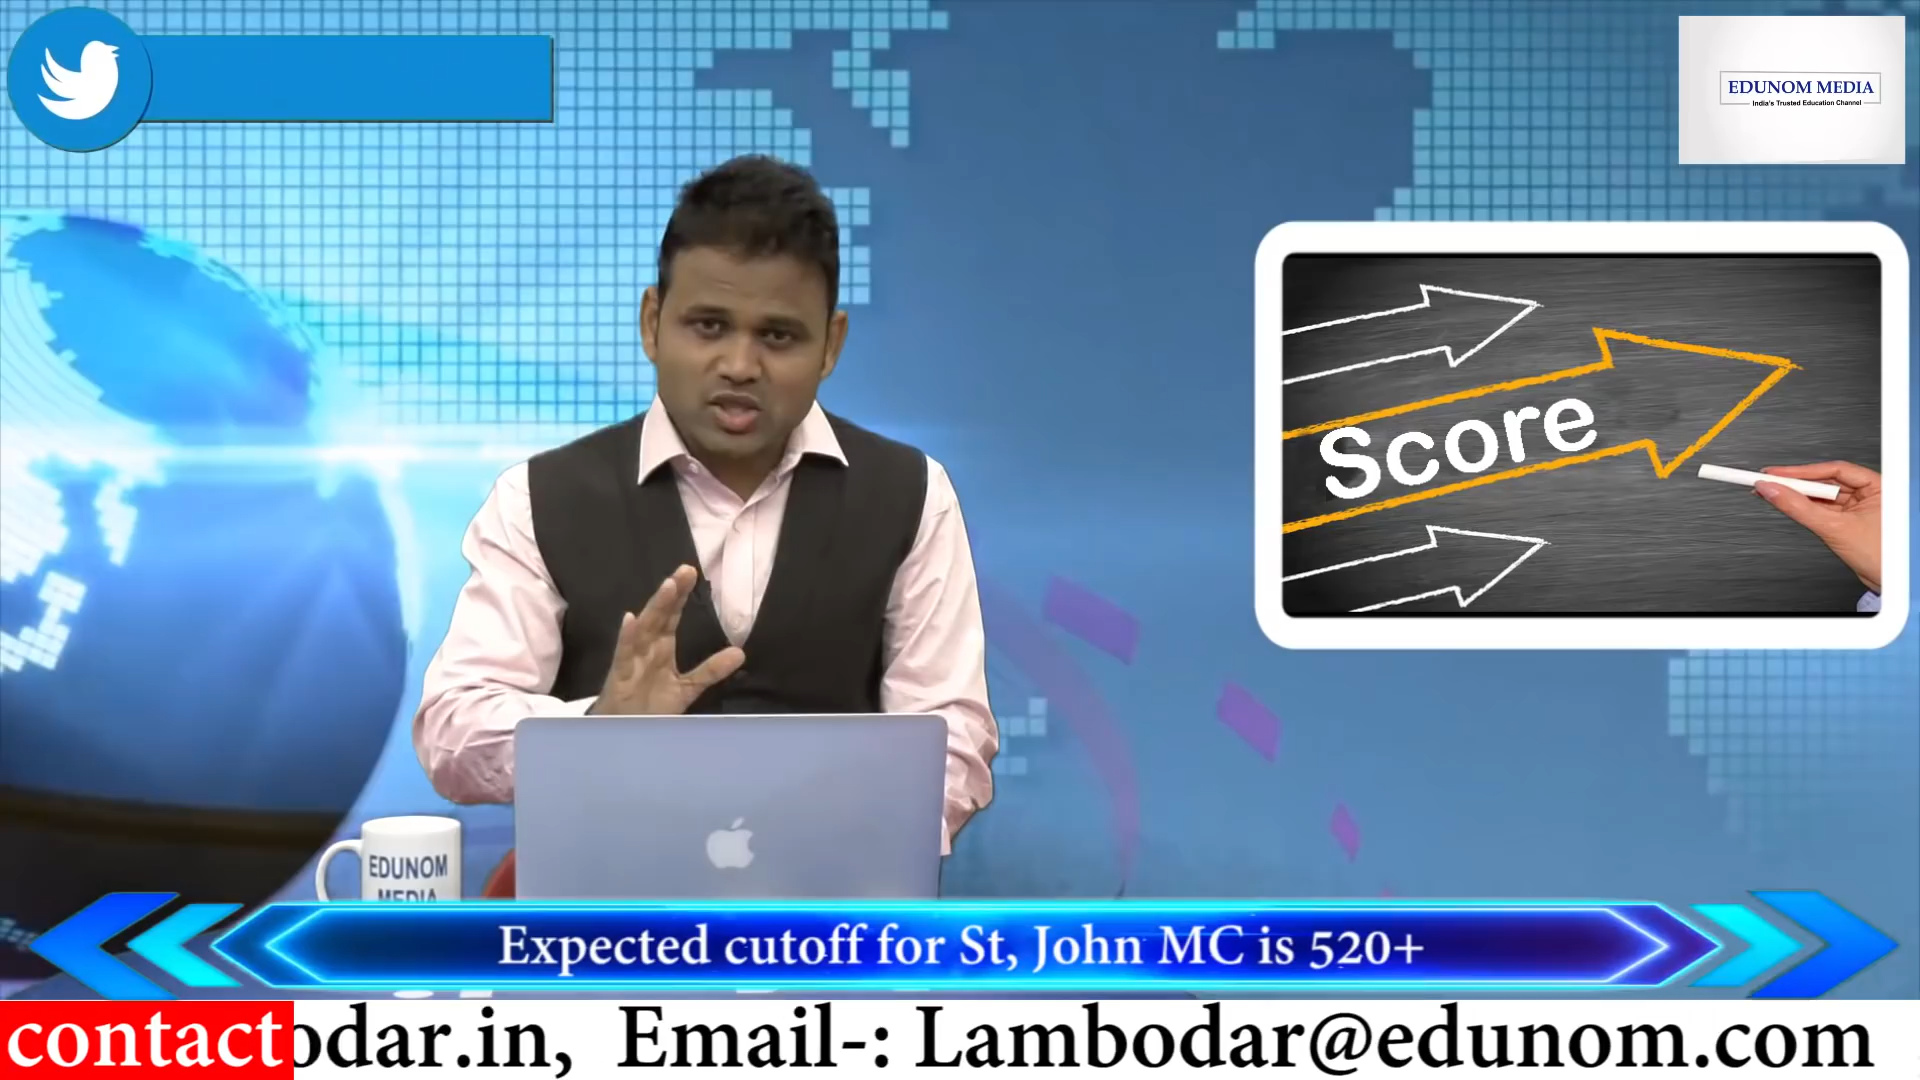 EDUNOM MEDIA
India's Trusted Education Channel
Score
EDUNOM
MEDIA
Expected cutoff for St, John MC is 520+
contact
odar.in, Email-: Lambodar@edunom.com